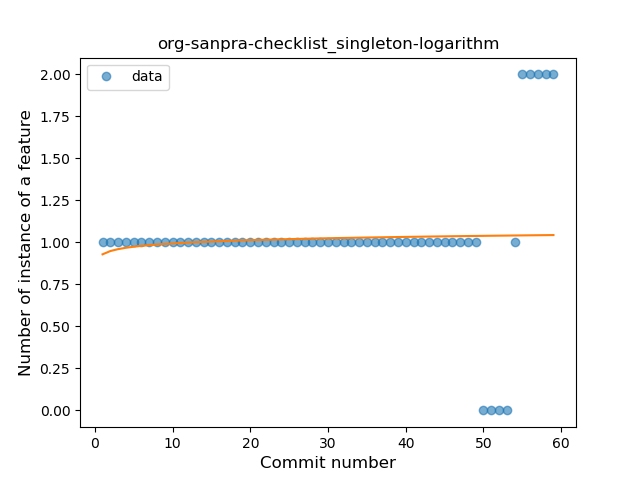 org-sanpra-checklist_singleton-logarithm
data
Number of instance of a feature
2.00
1.75
1.50
1.25
1.00
0.75
0.50
0.25
0.00
0 10 20 30 40 50 60
Commit number